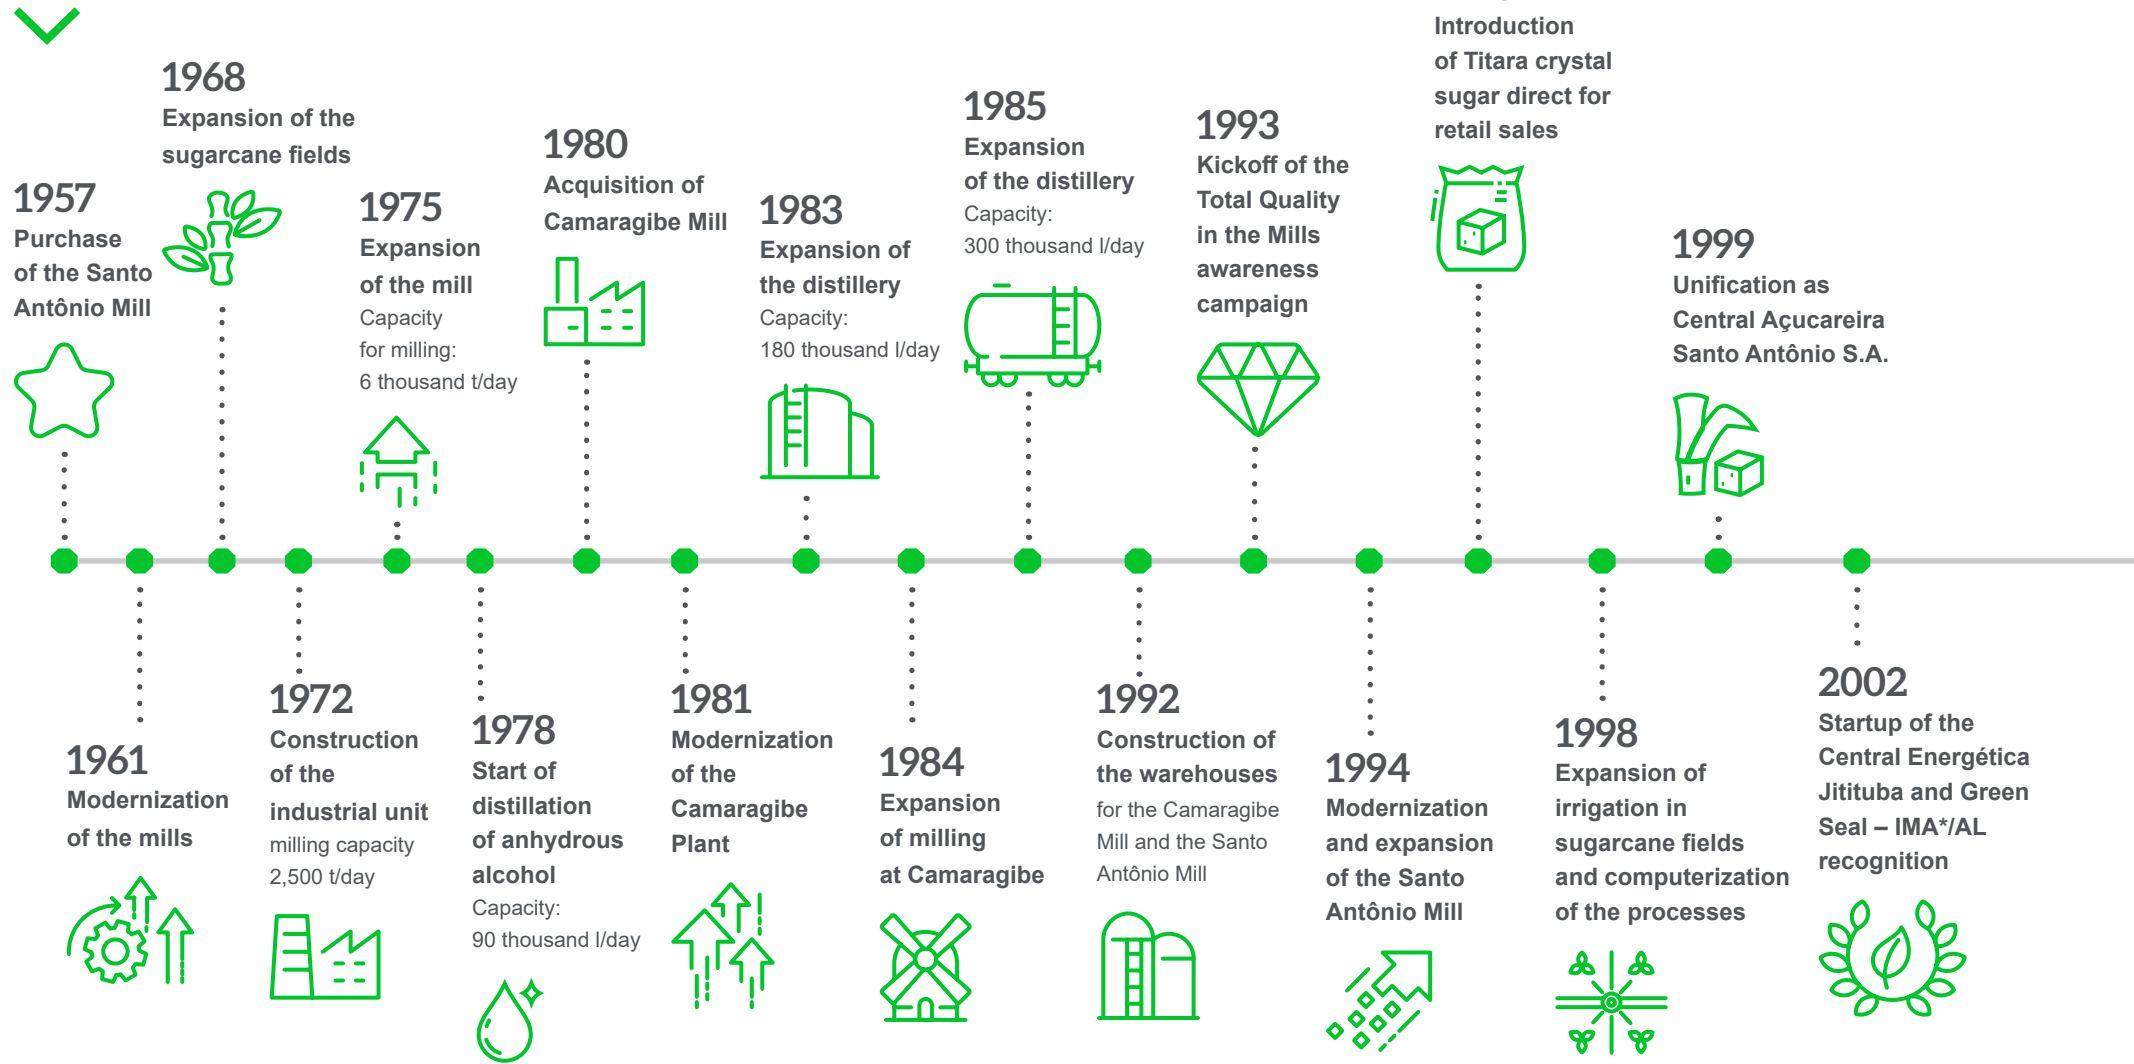 1957
Purchase
of the Santo
Antônio Mill
1961
Modernization
of the mills
1968
Expansion of the
sugarcane fields
1972
Construction
of the
industrial unit
milling capacity
2,500 t/day
1975
Expansion
of the mill
Capacity
for milling:
6 thousand t/day
1978
Start of
distillation
of anhydrous
alcohol
Capacity:
90 thousand l/day
1980
Acquisition of
Camaragibe Mill
1981
Modernization
of the
Camaragibe
Plant
1983
Expansion of
the distillery
Capacity:
180 thousand l/day
1984
Expansion
of milling
at Camaragibe
1985
Expansion
of the distillery
Capacity:
300 thousand l/day
1992
Construction of
the warehouses
for the Camaragibe
Mill and the Santo
Antônio Mill
1993
Kickoff of the
Total Quality
in the Mills
awareness
campaign
1994
Modernization
and expansion
of the Santo
Antônio Mill
Introduction
of Titara crystal
sugar direct for
retail sales
1998
Expansion of
irrigation in
sugarcane fields
and computerization
of the processes
1999
Unification as
Central Açucareira
Santo Antônio S.A.
2002
Startup of the
Central Energética
Jitituba and Green
Seal – IMA*/AL
recognition